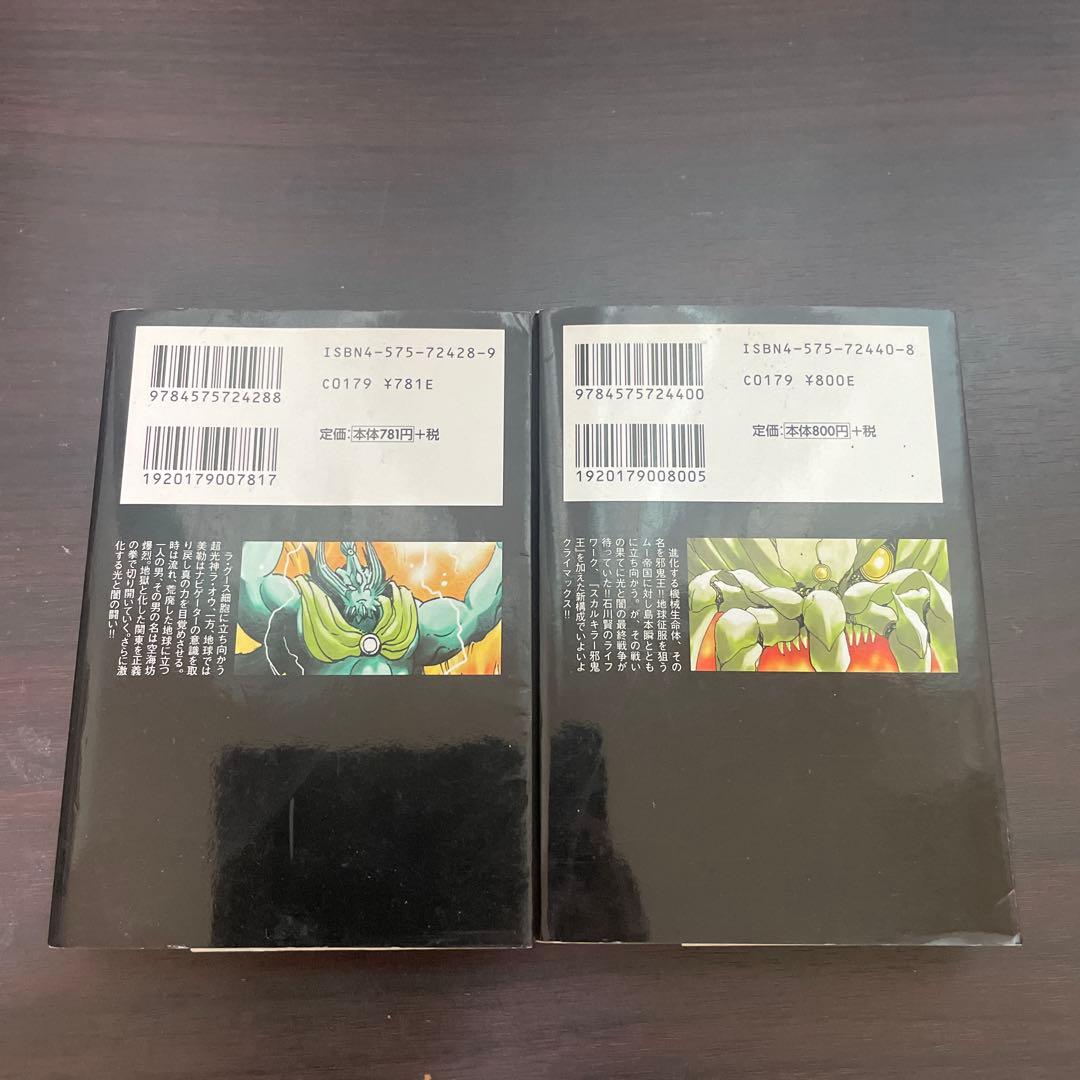 ISBN4-575-72428-9
C0179 ¥781E
9784575724288
定価:本体781円+税
1920179007817
ラ・グース細胞に立ち向かう
超光神ラ・オウ、一方、地球では
美勒はナビゲーターの意識を取
り戻し真の力を目覚めさせる。
時は流れ、荒廃した地球に立つ
一人の男、その男の名は空海坊
爆烈。地獄と化した関東を正義
の拳で切り開いていく。さらに激
化する光と闇の闘い!!
ISBN4-575-72440-8
C0179 ¥800E
9784575724400
定価:本体800円+税
1920179008005
進化する機械生命体、その
名を邪鬼王!!地球征服を狙う
ムー帝国に対し島本瞬ととも
に立ち向かう。が、その戦い
の果てに光と闇の最終戦争が
待っていた!!石川賢のライフ
ワーク、『スカルキラー邪鬼
王』を加えた新構成でいよいよ
クライマックス!!